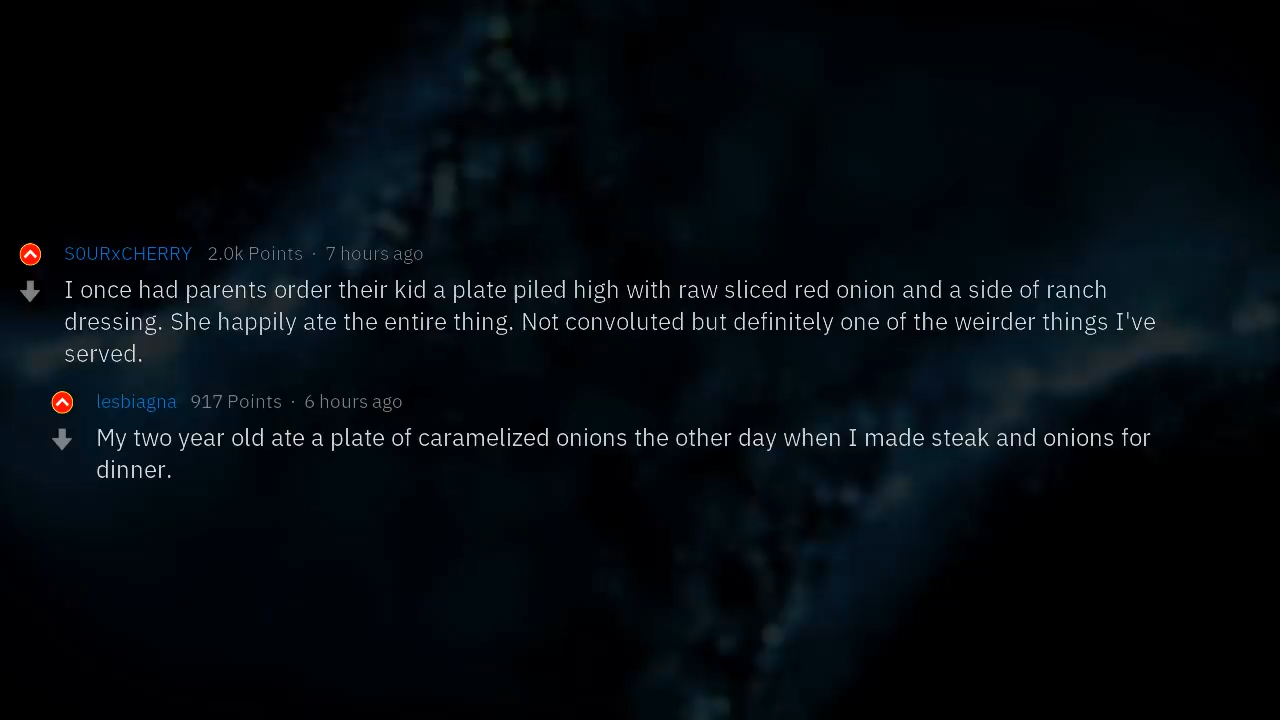 S0URxCHERRY 2.0k Points · 7 hours ago
I once had parents order their kid a plate piled high with raw sliced red onion and a side of ranch
dressing. She happily ate the entire thing. Not convoluted but definitely one of the weirder things I've
served.
lesbiagna 917 Points · 6 hours ago
My two year old ate a plate of caramelized onions the other day when I made steak and onions for
dinner.